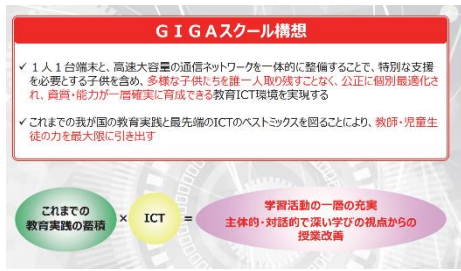 GIGAスクール構想
✓ 1人1台端末と、高速大容量の通信ネットワークを一体的に整備することで、特別な支援
を必要とする子供を含め、多様な子供たちを誰一人取り残すことなく、公正に個別最適化さ
れ、資質・能力が一層確実に育成できる教育ICT環境を実現する
✓ これまでの我が国の教育実践と最先端のICTのベストミックスを図ることにより、教師・児童生
徒の力を最大限に引き出す
これまでの
教育実践の蓄積
×
ICT
=
学習活動の一層の充実
主体的・対話的で深い学びの視点からの
授業改善